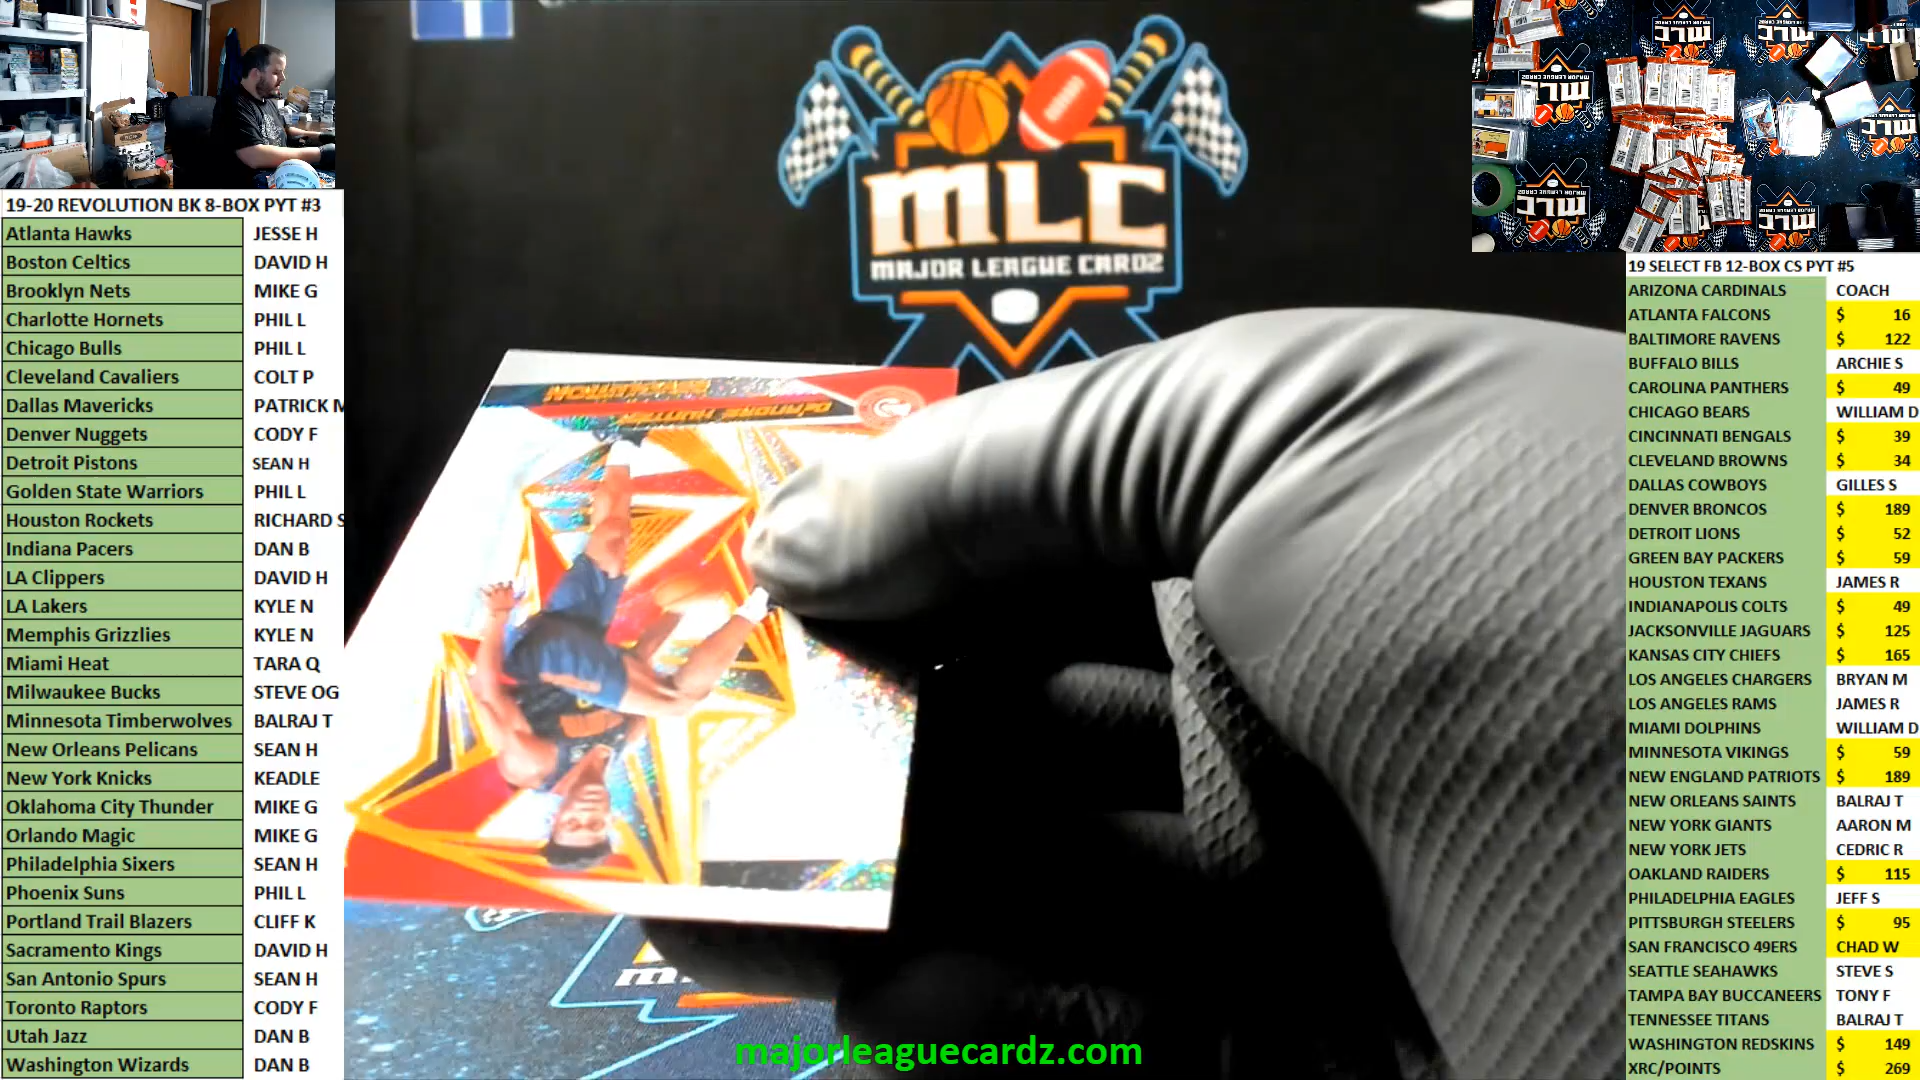 MLC
MAJOR LEAGUE CARDZ
19-20 REVOLUTION BK 8-BOX PYT #3
Atlanta Hawks JESSE H
Boston Celtics DAVID H
Brooklyn Nets MIKE G
Charlotte Hornets PHIL L
Chicago Bulls PHIL L
Cleveland Cavaliers COLT P
Dallas Mavericks PATRICK M
Denver Nuggets CODY F
Detroit Pistons SEAN H
Golden State Warriors PHIL L
Houston Rockets RICHARD S
Indiana Pacers DAN B
LA Clippers DAVID H
LA Lakers KYLE N
Memphis Grizzlies KYLE N
Miami Heat TARA Q
Milwaukee Bucks STEVE OG
Minnesota Timberwolves BALRAJ T
New Orleans Pelicans SEAN H
New York Knicks KEADLE
Oklahoma City Thunder MIKE G
Orlando Magic MIKE G
Philadelphia Sixers SEAN H
Phoenix Suns PHIL L
Portland Trail Blazers CLIFF K
Sacramento Kings DAVID H
San Antonio Spurs SEAN H
Toronto Raptors CODY F
Utah Jazz DAN B
Washington Wizards DAN B
REVOLUTION
DE'ANDRE HUNTER
majorleaguecardz.com
19 SELECT FB 12-BOX CS PYT #5
ARIZONA CARDINALS COACH
ATLANTA FALCONS $ 16
BALTIMORE RAVENS $ 122
BUFFALO BILLS ARCHIE S
CAROLINA PANTHERS $ 49
CHICAGO BEARS WILLIAM D
CINCINNATI BENGALS $ 39
CLEVELAND BROWNS $ 34
DALLAS COWBOYS GILLES S
DENVER BRONCOS $ 189
DETROIT LIONS $ 52
GREEN BAY PACKERS $ 59
HOUSTON TEXANS JAMES R
INDIANAPOLIS COLTS $ 49
JACKSONVILLE JAGUARS $ 125
KANSAS CITY CHIEFS $ 165
LOS ANGELES CHARGERS BRYAN M
LOS ANGELES RAMS JAMES R
MIAMI DOLPHINS WILLIAM D
MINNESOTA VIKINGS $ 59
NEW ENGLAND PATRIOTS $ 189
NEW ORLEANS SAINTS BALRAJ T
NEW YORK GIANTS AARON M
NEW YORK JETS CEDRIC R
OAKLAND RAIDERS $ 115
PHILADELPHIA EAGLES JEFF S
PITTSBURGH STEELERS $ 95
SAN FRANCISCO 49ERS CHAD W
SEATTLE SEAHAWKS STEVE S
TAMPA BAY BUCCANEERS TONY F
TENNESSEE TITANS BALRAJ T
WASHINGTON REDSKINS $ 149
XRC/POINTS $ 269